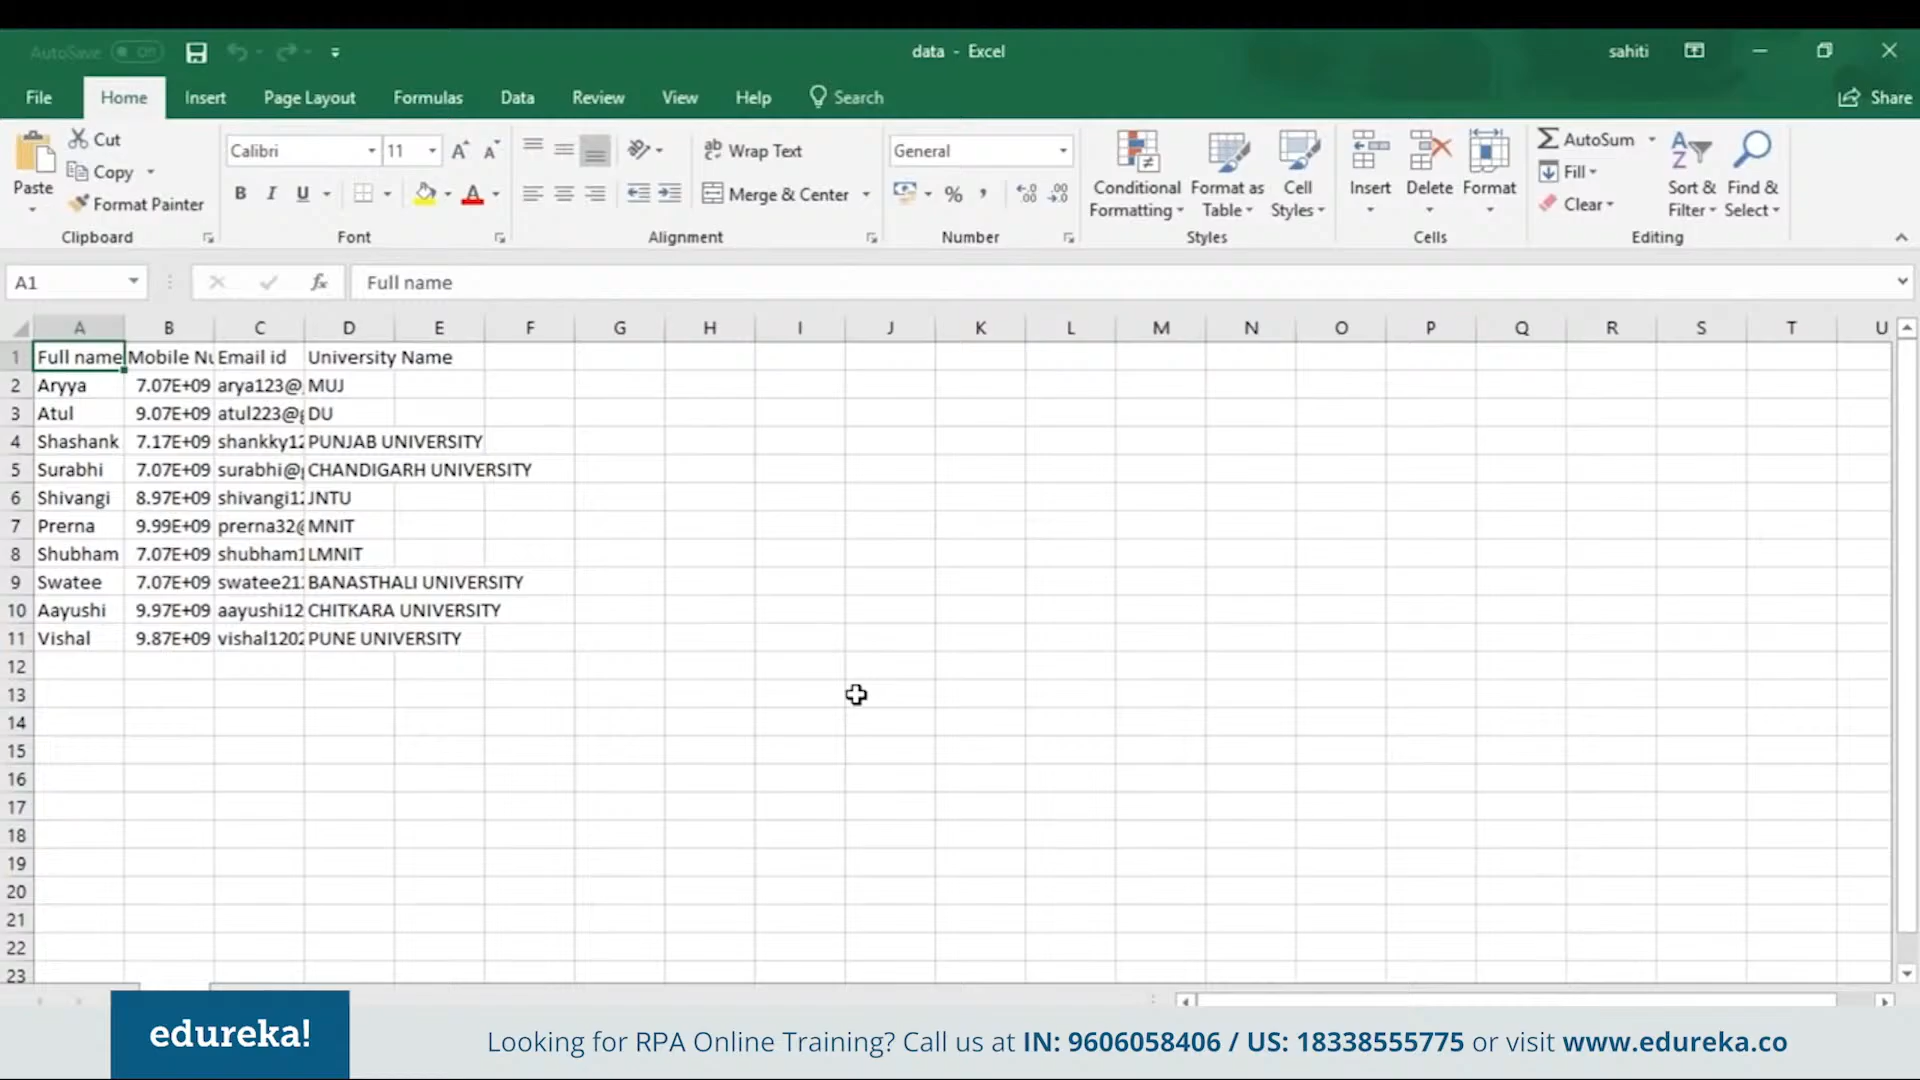 AutoSave Off data - Excel sahiti
File Home Insert Page Layout Formulas Data Review View Help Search Share
Paste Cut Copy Format Painter Clipboard
Calibri 11 B I U A Font
Wrap Text Merge & Center Alignment
General % Number
Conditional Formatting Format as Table Cell Styles Styles
Insert Delete Format Cells
AutoSum Fill Clear Sort & Filter Find & Select Editing
A1 fx Full name
A B C D E F G H I J K L M N O P Q R S T U
1 Full name Mobile Nu Email id University Name
2 Aryya 7.07E+09 arya123@ MUJ
3 Atul 9.07E+09 atul223@g DU
4 Shashank 7.17E+09 shankky12 PUNJAB UNIVERSITY
5 Surabhi 7.07E+09 surabhi@g CHANDIGARH UNIVERSITY
6 Shivangi 8.97E+09 shivangi12 JNTU
7 Prerna 9.99E+09 prerna32@ MNIT
8 Shubham 7.07E+09 shubham1 LMNIT
9 Swatee 7.07E+09 swatee21 BANASTHALI UNIVERSITY
10 Aayushi 9.97E+09 aayushi12 CHITKARA UNIVERSITY
11 Vishal 9.87E+09 vishal1202 PUNE UNIVERSITY
12
13
14
15
16
17
18
19
20
21
22
23
edureka! Looking for RPA Online Training? Call us at IN: 9606058406 / US: 18338555775 or visit www.edureka.co